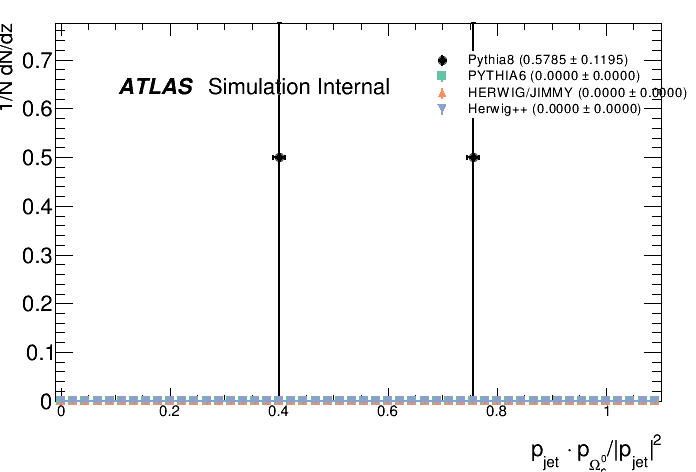 1/N dN/dz
0.7
0.6
0.5
0.4
0.3
0.2
0.1
0
ATLAS Simulation Internal
Pythia8 (0.5785 ± 0.1195)
PYTHIA6 (0.0000 ± 0.0000)
HERWIG/JIMMY (0.0000 ± 0.0000)
Herwig++ (0.0000 ± 0.0000)
0 0.2 0.4 0.6 0.8 1
p_jet · p_Ω_c^0/|p_jet|^2